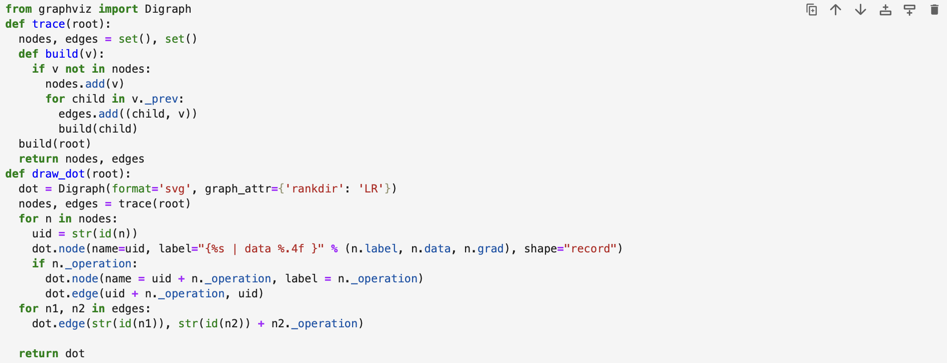 from graphviz import Digraph
def trace(root):
  nodes, edges = set(), set()
  def build(v):
    if v not in nodes:
      nodes.add(v)
      for child in v._prev:
        edges.add((child, v))
        build(child)
  build(root)
  return nodes, edges
def draw_dot(root):
  dot = Digraph(format='svg', graph_attr={'rankdir': 'LR'})
  nodes, edges = trace(root)
  for n in nodes:
    uid = str(id(n))
    dot.node(name=uid, label="{%s | data %.4f }" % (n.label, n.data, n.grad), shape="record")
    if n._operation:
      dot.node(name = uid + n._operation, label = n._operation)
      dot.edge(uid + n._operation, uid)
  for n1, n2 in edges:
    dot.edge(str(id(n1)), str(id(n2)) + n2._operation)

  return dot